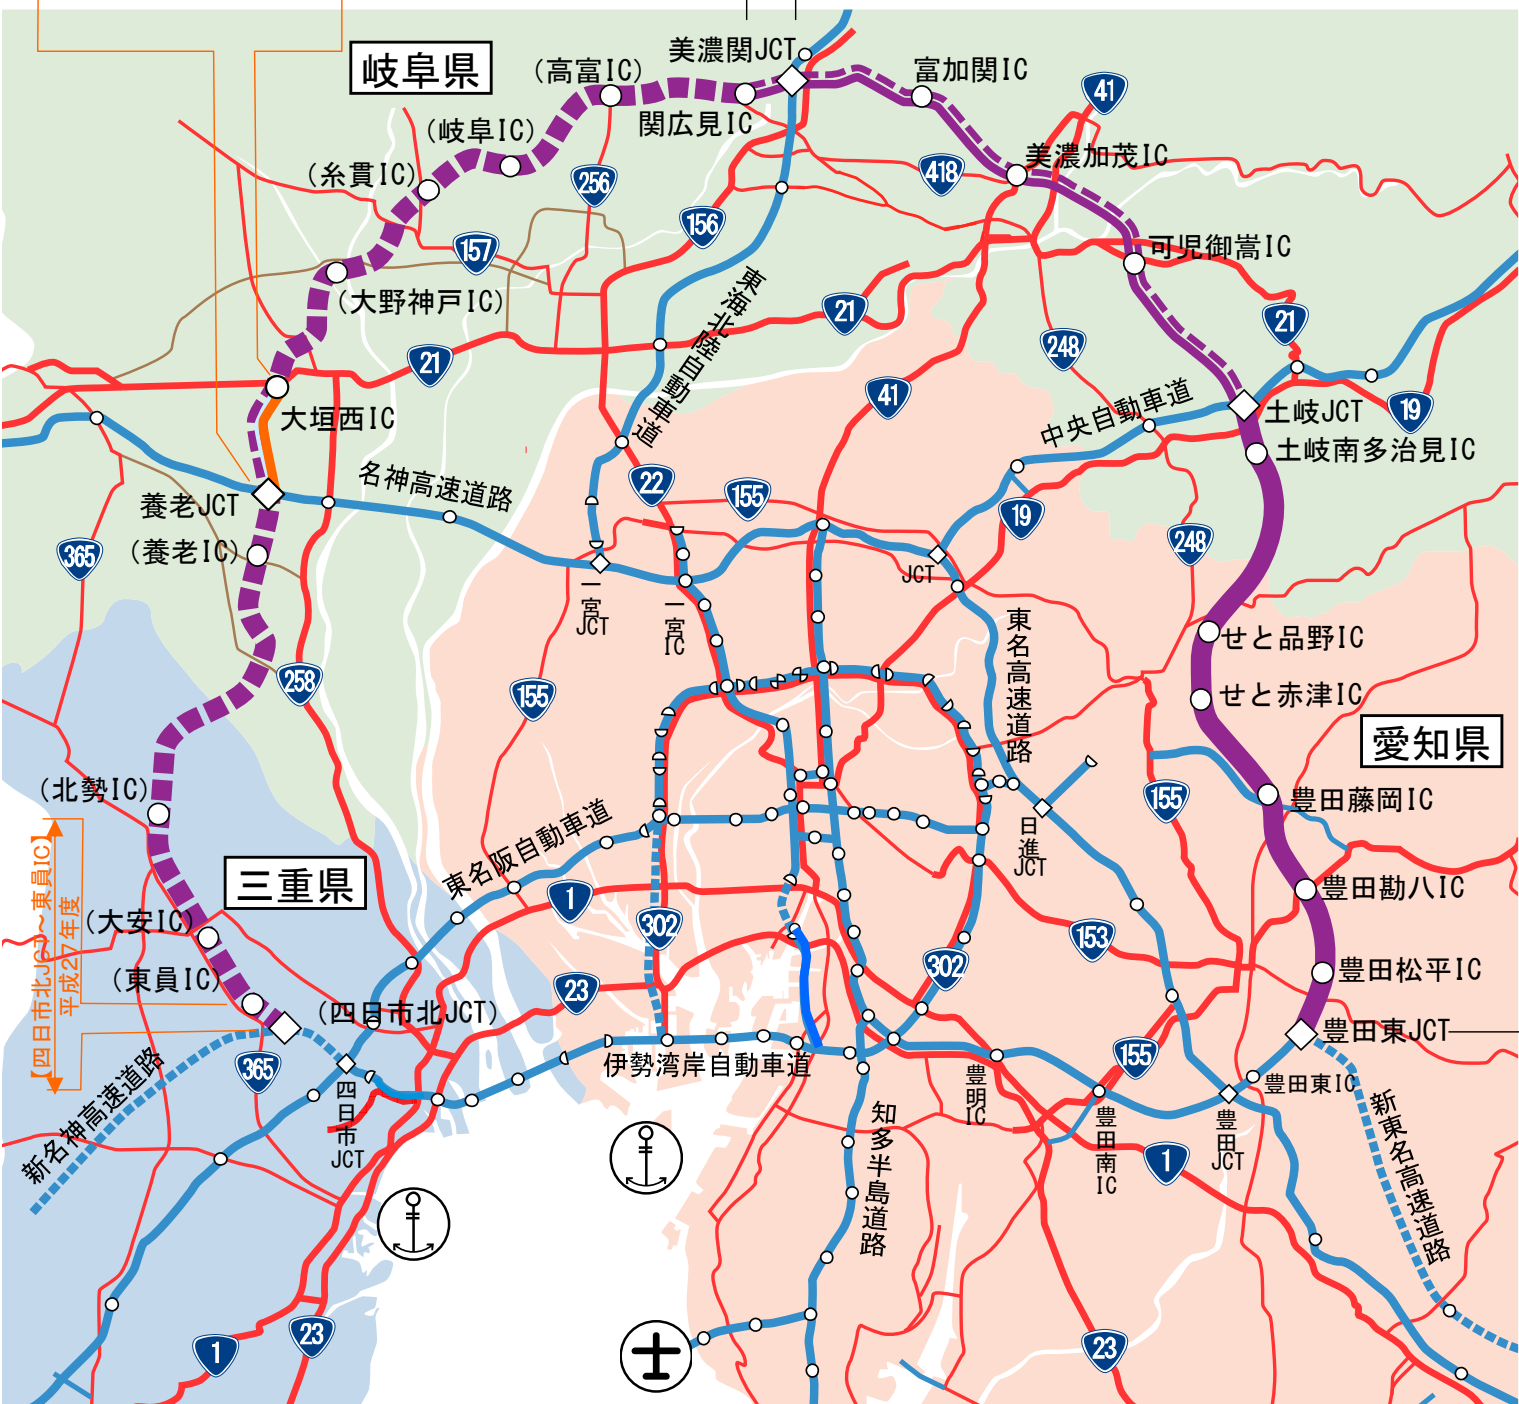 美濃関JCT
岐阜県
(高富IC)
富加関IC
41
関広見IC
(岐阜IC)
美濃加茂IC
418
(糸貫IC)
256
156
157
可児御嵩IC
(大野神戸IC)
東海北陸自動車道
21
21
21
248
41
大垣西IC
中央自動車道
土岐JCT
19
土岐南多治見IC
名神高速道路
22
155
養老JCT
19
(養老IC)
365
248
JCT
一宮JCT
一宮IC
東名高速道路
せと品野IC
258
155
せと赤津IC
愛知県
(北勢IC)
155
豊田藤岡IC
東名阪自動車道
日進JCT
三重県
1
豊田勘八IC
【四日市北JCT~東員IC】
平成27年度
(大安IC)
302
153
302
豊田松平IC
(東員IC)
23
(四日市北JCT)
豊田東JCT
365
伊勢湾岸自動車道
155
豊田東IC
新名神高速道路
四日市JCT
豊明IC
豊田南IC
豊田JCT
新東名高速道路
知多半島道路
1
1
23
23